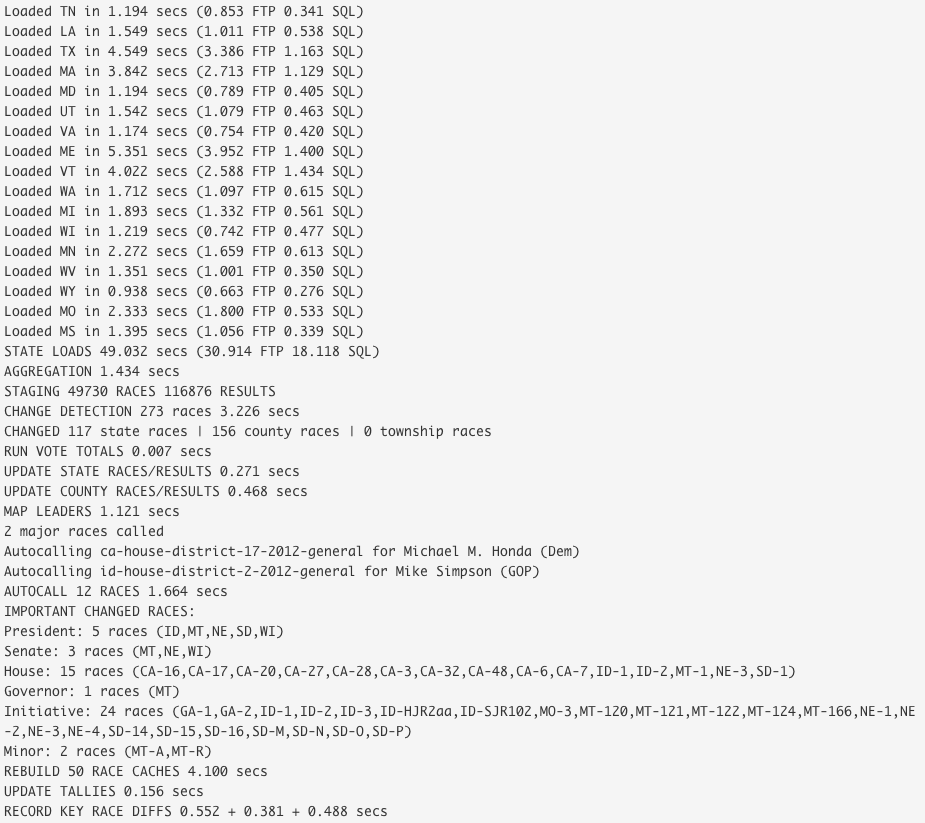 Loaded TN in 1.194 secs (0.853 FTP 0.341 SQL)
Loaded LA in 1.549 secs (1.011 FTP 0.538 SQL)
Loaded TX in 4.549 secs (3.386 FTP 1.163 SQL)
Loaded MA in 3.842 secs (2.713 FTP 1.129 SQL)
Loaded MD in 1.194 secs (0.789 FTP 0.405 SQL)
Loaded UT in 1.542 secs (1.079 FTP 0.463 SQL)
Loaded VA in 1.174 secs (0.754 FTP 0.420 SQL)
Loaded ME in 5.351 secs (3.952 FTP 1.400 SQL)
Loaded VT in 4.022 secs (2.588 FTP 1.434 SQL)
Loaded WA in 1.712 secs (1.097 FTP 0.615 SQL)
Loaded MI in 1.893 secs (1.332 FTP 0.561 SQL)
Loaded WI in 1.219 secs (0.742 FTP 0.477 SQL)
Loaded MN in 2.272 secs (1.659 FTP 0.613 SQL)
Loaded WV in 1.351 secs (1.001 FTP 0.350 SQL)
Loaded WY in 0.938 secs (0.663 FTP 0.276 SQL)
Loaded MO in 2.333 secs (1.800 FTP 0.533 SQL)
Loaded MS in 1.395 secs (1.056 FTP 0.339 SQL)
STATE LOADS 49.032 secs (30.914 FTP 18.118 SQL)
AGGREGATION 1.434 secs
STAGING 49730 RACES 116876 RESULTS
CHANGE DETECTION 273 races 3.226 secs
CHANGED 117 state races | 156 county races | 0 township races
RUN VOTE TOTALS 0.007 secs
UPDATE STATE RACES/RESULTS 0.271 secs
UPDATE COUNTY RACES/RESULTS 0.468 secs
MAP LEADERS 1.121 secs
2 major races called
Autocalling ca-house-district-17-2012-general for Michael M. Honda (Dem)
Autocalling id-house-district-2-2012-general for Mike Simpson (GOP)
AUTOCALL 12 RACES 1.664 secs
IMPORTANT CHANGED RACES:
President: 5 races (ID,MT,NE,SD,WI)
Senate: 3 races (MT,NE,WI)
House: 15 races (CA-16,CA-17,CA-20,CA-27,CA-28,CA-3,CA-32,CA-48,CA-6,CA-7,ID-1,ID-2,MT-1,NE-3,SD-1)
Governor: 1 races (MT)
Initiative: 24 races (GA-1,GA-2,ID-1,ID-2,ID-3,ID-HJR2aa,ID-SJR102,MO-3,MT-120,MT-121,MT-122,MT-124,MT-166,NE-1,NE
-2,NE-3,NE-4,SD-14,SD-15,SD-16,SD-M,SD-N,SD-O,SD-P)
Minor: 2 races (MT-A,MT-R)
REBUILD 50 RACE CACHES 4.100 secs
UPDATE TALLIES 0.156 secs
RECORD KEY RACE DIFFS 0.552 + 0.381 + 0.488 secs